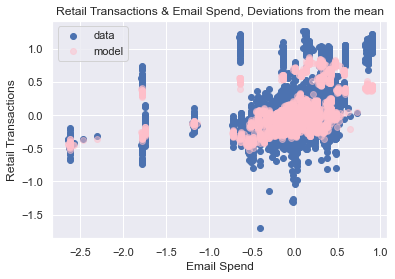 Retail Transactions & Email Spend, Deviations from the mean
data
model
Retail Transactions
1.0
0.5
0.0
−0.5
−1.0
−1.5
−2.5
−2.0
−1.5
−1.0
−0.5
0.0
0.5
1.0
Email Spend